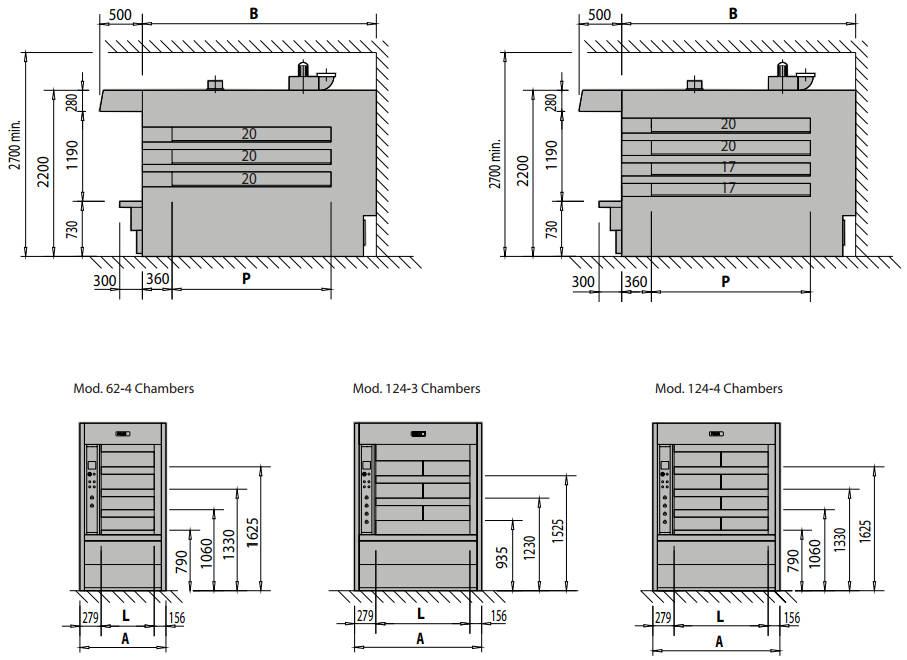 500 B
280
2700 min.
2200
1190
730
20
20
20
300 360 P
500 B
280
2700 min.
2200
1190
730
20
20
17
17
300 360 P
Mod. 62-4 Chambers
790
1060
1330
1625
279 L 156
A
Mod. 124-3 Chambers
935
1230
1525
279 L 156
A
Mod. 124-4 Chambers
790
1060
1330
1625
279 L 156
A